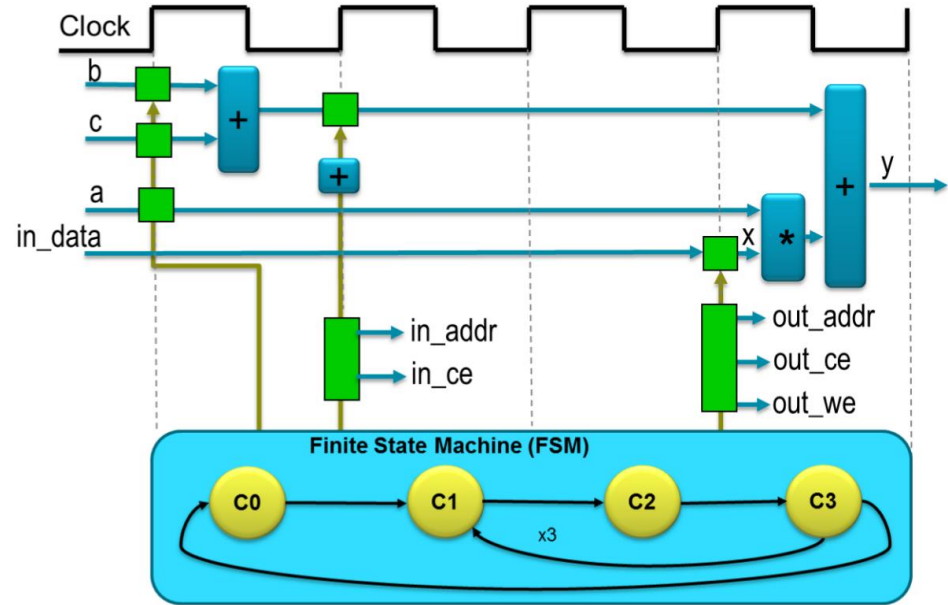 Clock
b
+
c
+
a
y
+
in_data
x
*
in_addr
in_ce
out_addr
out_ce
out_we
Finite State Machine (FSM)
C0
C1
C2
C3
x3